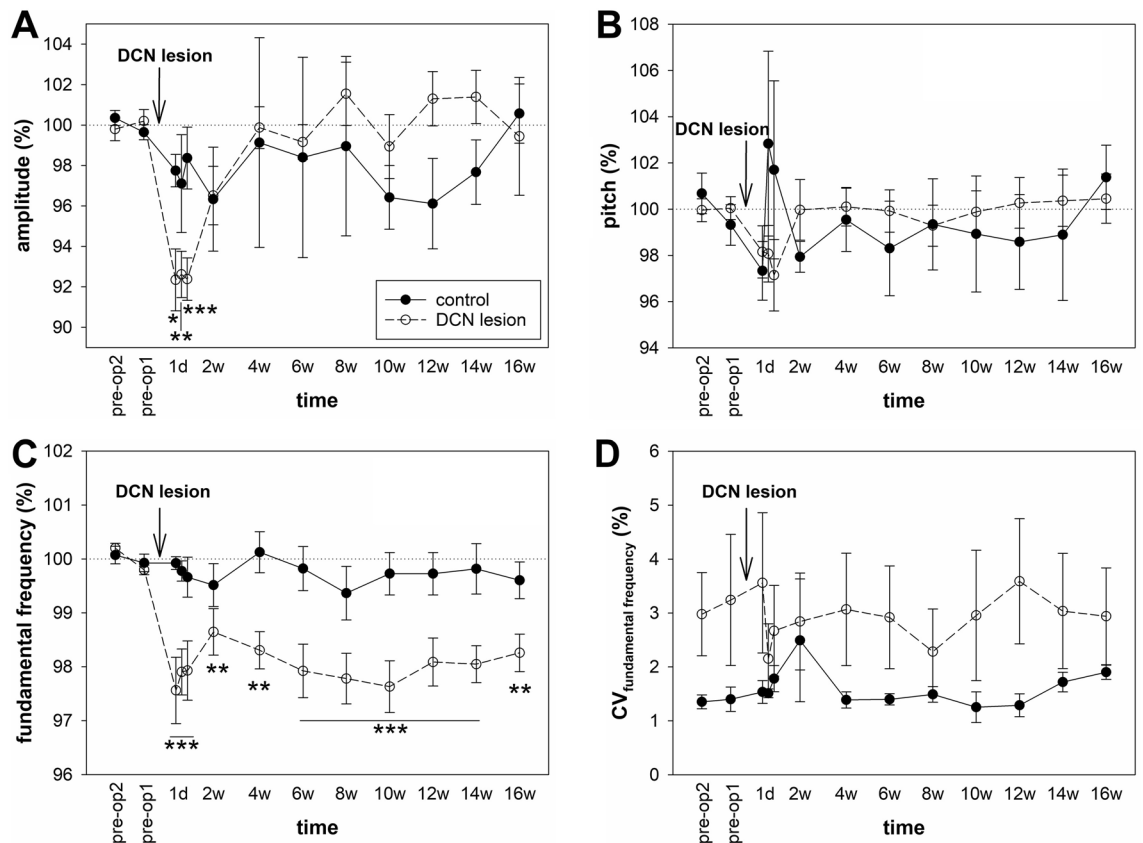 A
B
104
102
100
98
96
94
92
90
amplitude (%)
DCN lesion
*
**
***
control
DCN lesion
pre-op2
pre-op1
1d
2w
4w
6w
8w
10w
12w
14w
16w
time
108
106
104
102
100
98
96
94
pitch (%)
DCN lesion
pre-op2
pre-op1
1d
2w
4w
6w
8w
10w
12w
14w
16w
time
C
D
102
101
100
99
98
97
96
fundamental frequency (%)
DCN lesion
***
**
**
***
**
pre-op2
pre-op1
1d
2w
4w
6w
8w
10w
12w
14w
16w
time
6
5
4
3
2
1
0
CVfundamental frequency (%)
DCN lesion
pre-op2
pre-op1
1d
2w
4w
6w
8w
10w
12w
14w
16w
time